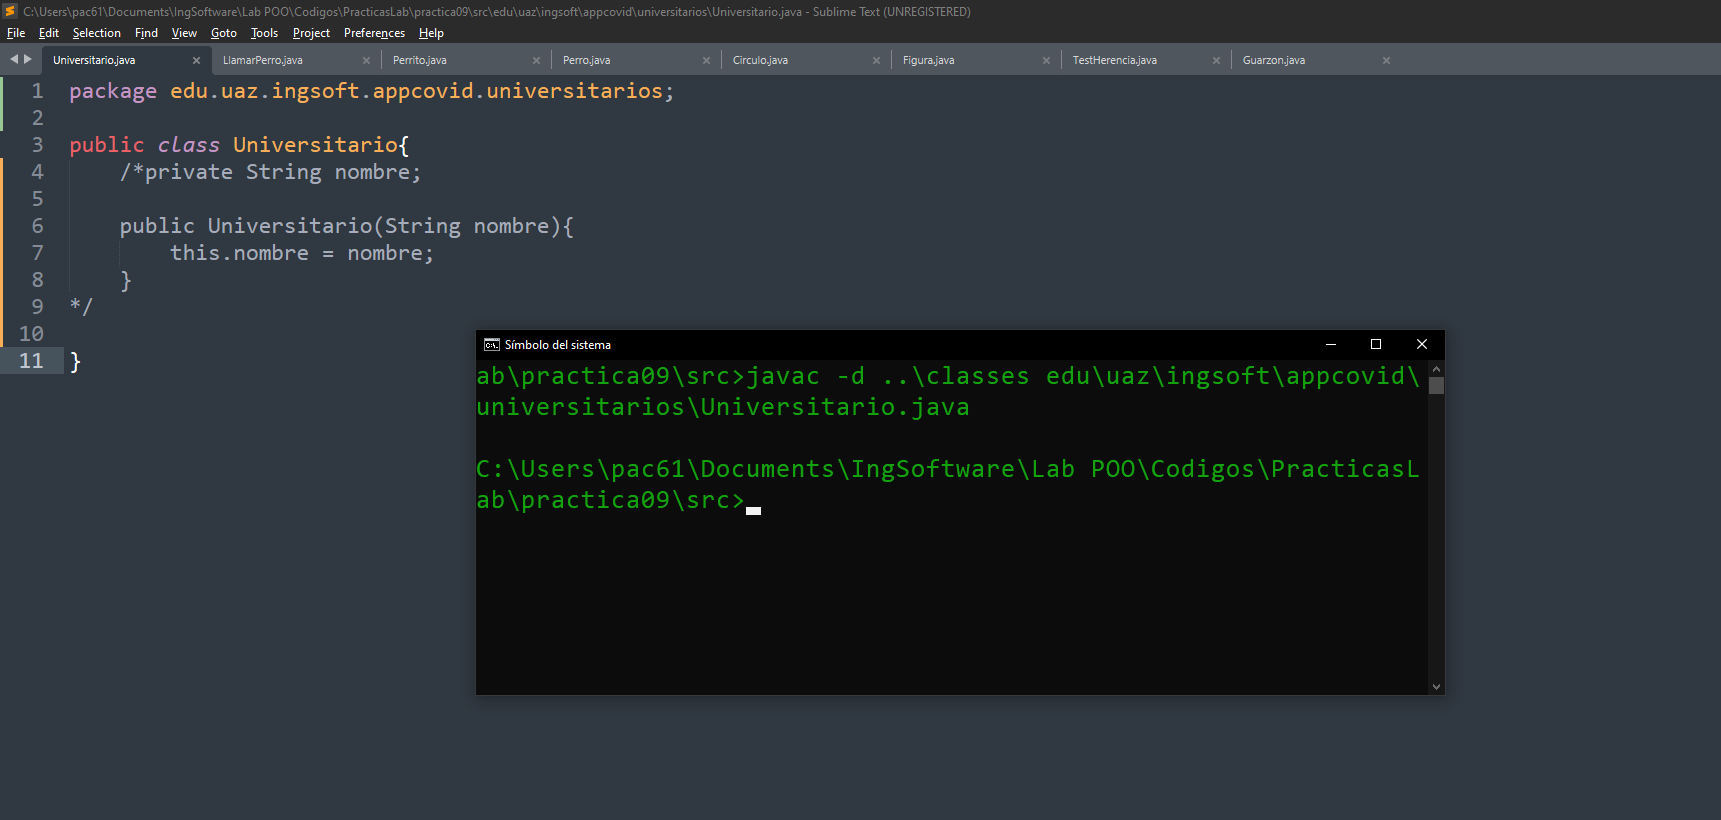 C:\Users\pac61\Documents\IngSoftware\Lab POO\Codigos\PracticasLab\practica09\src\edu\uaz\ingsoft\appcovid\universitarios\Universitario.java - Sublime Text (UNREGISTERED)
File Edit Selection Find View Goto Tools Project Preferences Help
Universitario.java LlamarPerro.java Perrito.java Perro.java Circulo.java Figura.java TestHerencia.java Guarzon.java
1 package edu.uaz.ingsoft.appcovid.universitarios;
2
3 public class Universitario{
4 /*private String nombre;
5
6 public Universitario(String nombre){
7 this.nombre = nombre;
8 }
9 */
10
11 }
Símbolo del sistema
ab\practica09\src>javac -d ..\classes edu\uaz\ingsoft\appcovid\
universitarios\Universitario.java
C:\Users\pac61\Documents\IngSoftware\Lab POO\Codigos\PracticasL
ab\practica09\src>